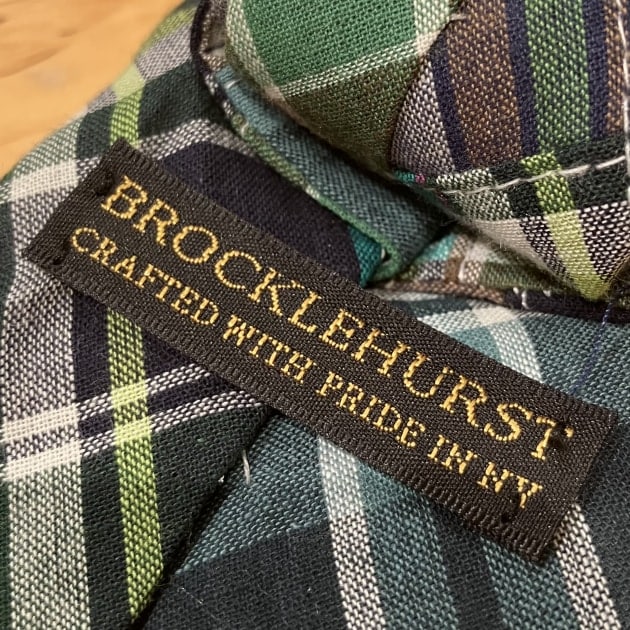 BROCKLEHURST
CRAFTED WITH PRIDE IN NY